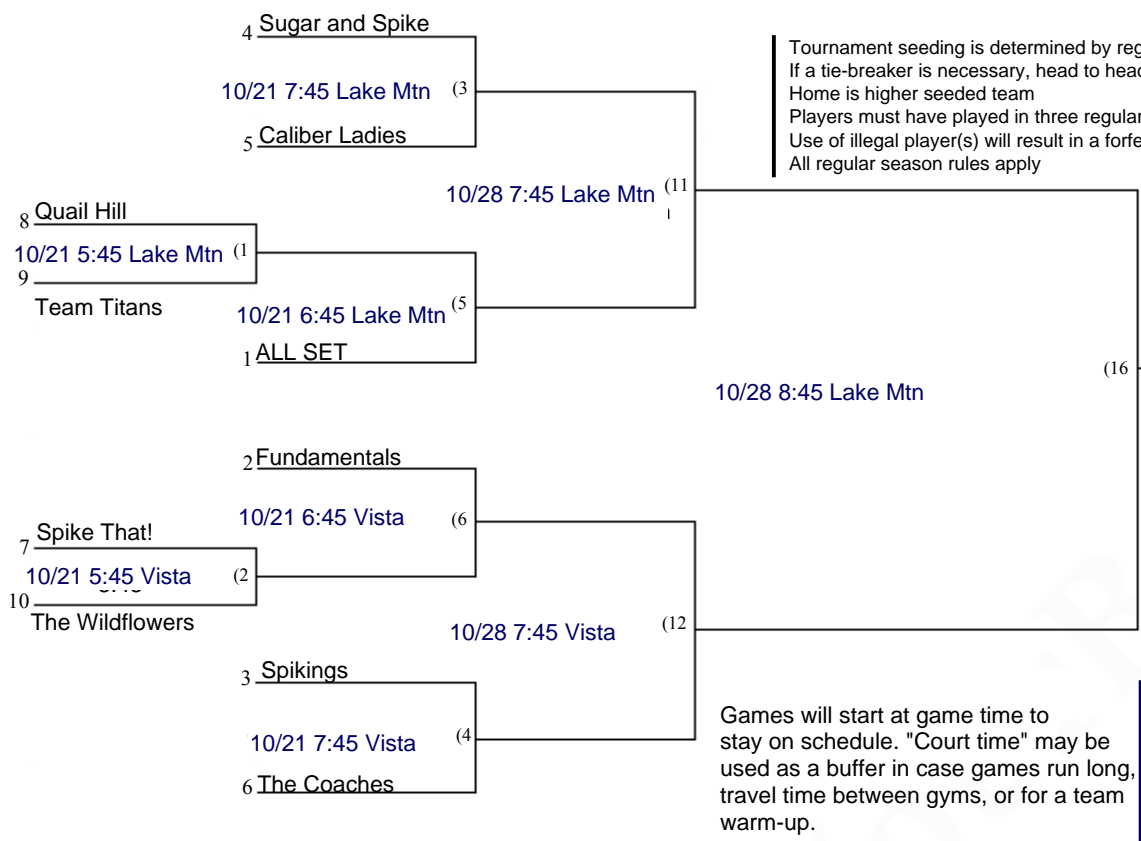 4 Sugar and Spike
10/21 7:45 Lake Mtn (3
5 Caliber Ladies
Tournament seeding is determined by reg
If a tie-breaker is necessary, head to head
Home is higher seeded team
Players must have played in three regular
Use of illegal player(s) will result in a forfe
All regular season rules apply
10/28 7:45 Lake Mtn (11
8 Quail Hill
10/21 5:45 Lake Mtn (1
9
Team Titans
10/21 6:45 Lake Mtn (5
1 ALL SET
10/28 8:45 Lake Mtn (16
2 Fundamentals
10/21 6:45 Vista (6
7 Spike That!
10/21 5:45 Vista (2
10
The Wildflowers
10/28 7:45 Vista (12
3 Spikings
10/21 7:45 Vista (4
6 The Coaches
Games will start at game time to
stay on schedule. "Court time" may be
used as a buffer in case games run long,
travel time between gyms, or for a team
warm-up.